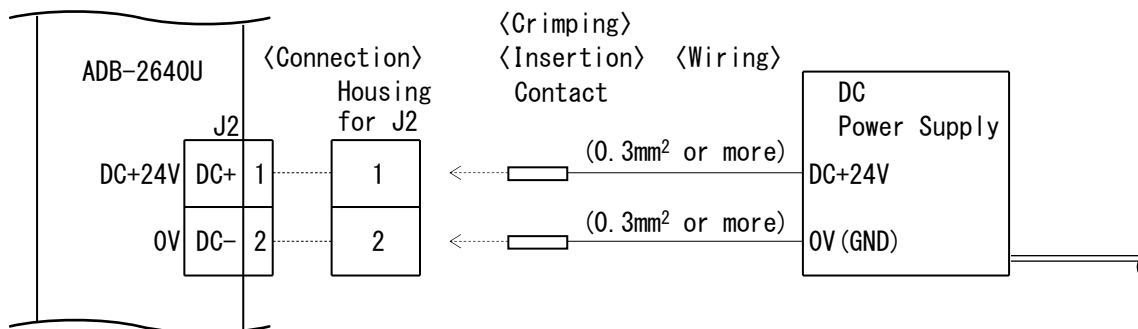 〈Crimping〉
ADB-2640U
〈Connection〉
〈Insertion〉
〈Wiring〉
Housing
for J2
Contact
DC
Power Supply
J2
(0.3mm² or more)
DC+24V
DC+
1
1
DC+24V
(0.3mm² or more)
0V
DC-
2
2
0V(GND)